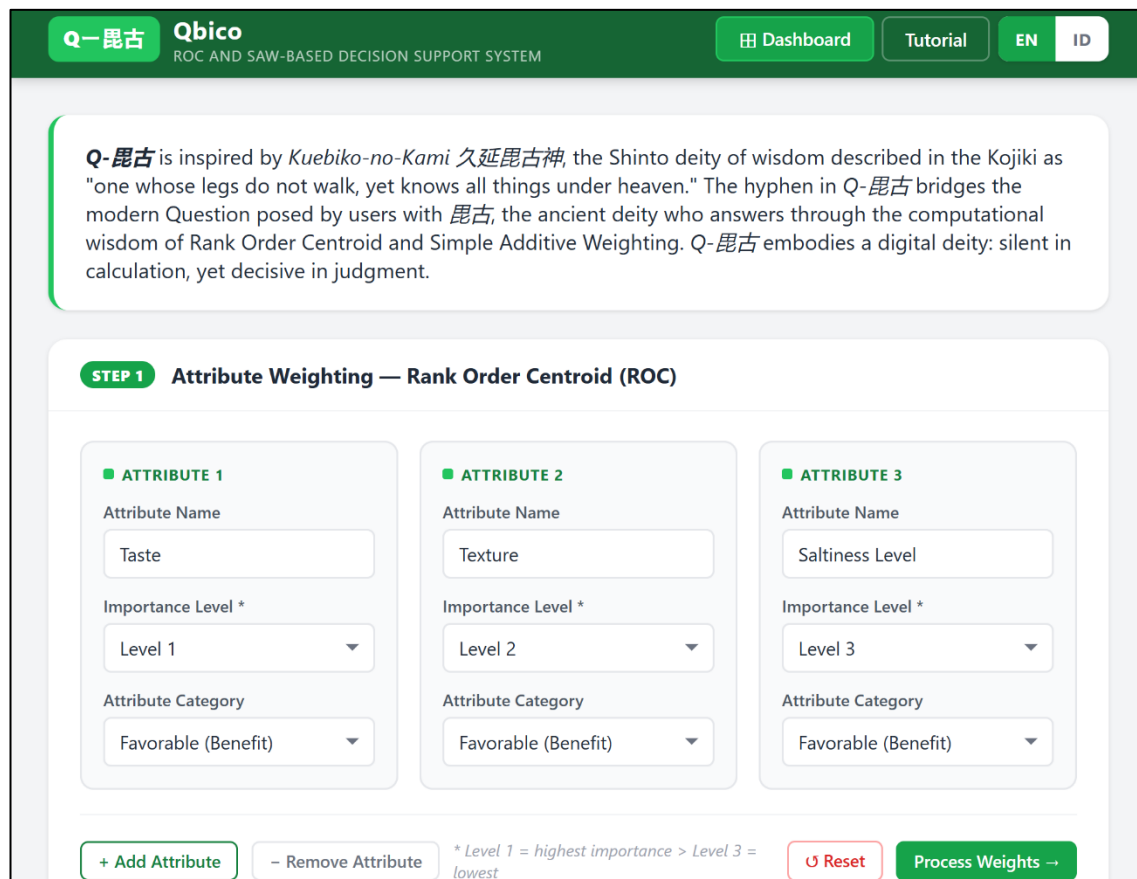 Q-毘古
Qbico
ROC AND SAW-BASED DECISION SUPPORT SYSTEM
Dashboard
Tutorial
EN
ID
Q-毘古 is inspired by Kuebiko-no-Kami 久延毘古神, the Shinto deity of wisdom described in the Kojiki as
"one whose legs do not walk, yet knows all things under heaven." The hyphen in Q-毘古 bridges the
modern Question posed by users with 毘古, the ancient deity who answers through the computational
wisdom of Rank Order Centroid and Simple Additive Weighting. Q-毘古 embodies a digital deity: silent in
calculation, yet decisive in judgment.
STEP 1
Attribute Weighting — Rank Order Centroid (ROC)
ATTRIBUTE 1
Attribute Name
Taste
Importance Level *
Level 1
Attribute Category
Favorable (Benefit)
ATTRIBUTE 2
Attribute Name
Texture
Importance Level *
Level 2
Attribute Category
Favorable (Benefit)
ATTRIBUTE 3
Attribute Name
Saltiness Level
Importance Level *
Level 3
Attribute Category
Favorable (Benefit)
+ Add Attribute
− Remove Attribute
* Level 1 = highest importance > Level 3 =
lowest
↺ Reset
Process Weights →